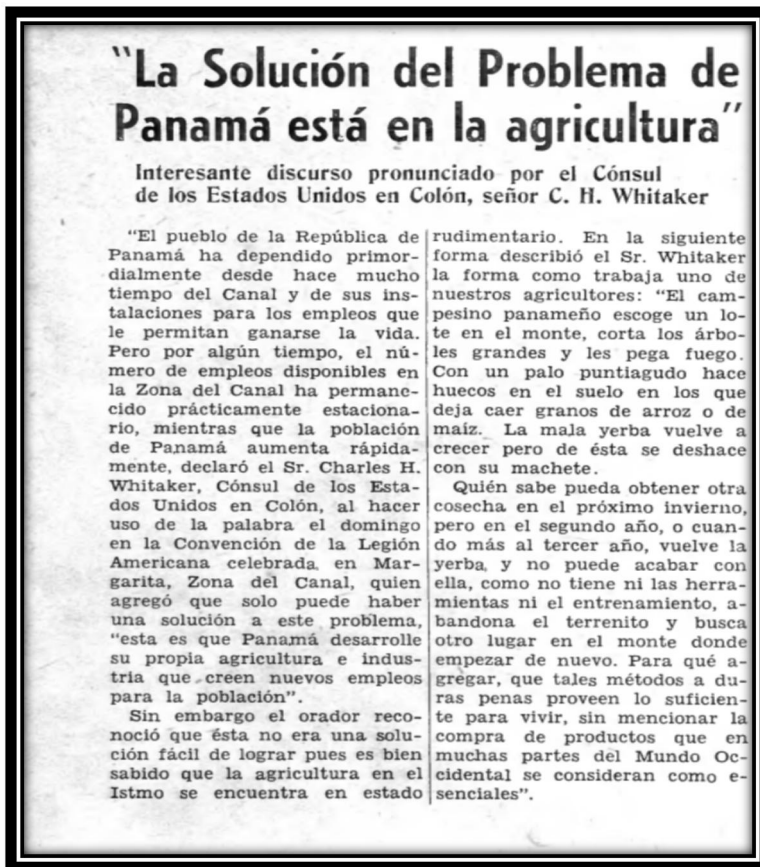 "La Solución del Problema de
Panamá está en la agricultura"
Interesante discurso pronunciado por el Cónsul
de los Estados Unidos en Colón, señor C. H. Whitaker
"El pueblo de la República de
Panamá ha dependido primor-
dialmente desde hace mucho
tiempo del Canal y de sus ins-
talaciones para los empleos que
le permitan ganarse la vida.
Pero por algún tiempo, el nú-
mero de empleos disponibles en
la Zona del Canal ha permanc-
cido prácticamente estaciona-
rio, mientras que la población
de Panamá aumenta rápida-
mente, declaró el Sr. Charles H.
Whitaker, Cónsul de los Esta-
dos Unidos en Colón, al hacer
uso de la palabra el domingo
en la Convención de la Legión
Americana celebrada en Mar-
garita, Zona del Canal, quien
agregó que solo puede haber
una solución a este problema,
"esta es que Panamá desarrolle
su propia agricultura e indus-
tria que creen nuevos empleos
para la población".
Sin embargo el orador reco-
noció que ésta no era una solu-
ción fácil de lograr pues es bien
sabido que la agricultura en el
Istmo se encuentra en estado
rudimentario. En la siguiente
forma describió el Sr. Whitaker
la forma como trabaja uno de
nuestros agricultores: "El cam-
pesino panameño escoge un lo-
te en el monte, corta los árbo-
les grandes y les pega fuego.
Con un palo puntiagudo hace
huecos en el suelo en los que
deja caer granos de arroz o de
maíz. La mala yerba vuelve a
crecer pero de ésta se deshace
con su machete.
Quién sabe pueda obtener otra
cosecha en el próximo invierno,
pero en el segundo año, o cuan-
do más al tercer año, vuelve la
yerba, y no puede acabar con
ella, como no tiene ni las herra-
mientas ni el entrenamiento, a-
bandona el terrenito y busca
otro lugar en el monte donde
empezar de nuevo. Para qué a-
gregar, que tales métodos a du-
ras penas proveen lo suficien-
te para vivir, sin mencionar la
compra de productos que en
muchas partes del Mundo Oc-
cidental se consideran como e-
senciales".